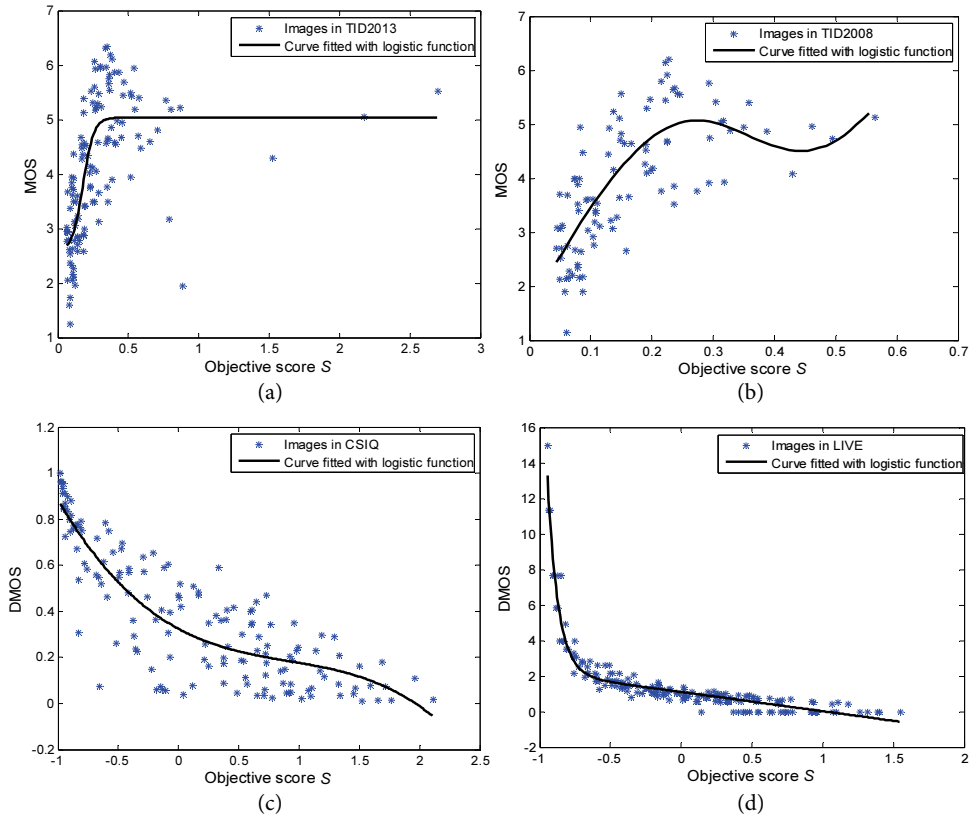 7
6
5
4
3
2
1
MOS
Images in TID2013
Curve fitted with logistic function
0 0.5 1 1.5 2 2.5 3
Objective score S
(a)
7
6
5
4
3
2
1
MOS
Images in TID2008
Curve fitted with logistic function
0 0.1 0.2 0.3 0.4 0.5 0.6 0.7
Objective score S
(b)
1.2
1
0.8
0.6
0.4
0.2
0
-0.2
DMOS
Images in CSIQ
Curve fitted with logistic function
-1 -0.5 0 0.5 1 1.5 2 2.5
Objective score S
(c)
16
14
12
10
8
6
4
2
0
-2
DMOS
Images in LIVE
Curve fitted with logistic function
-1 -0.5 0 0.5 1 1.5 2
Objective score S
(d)